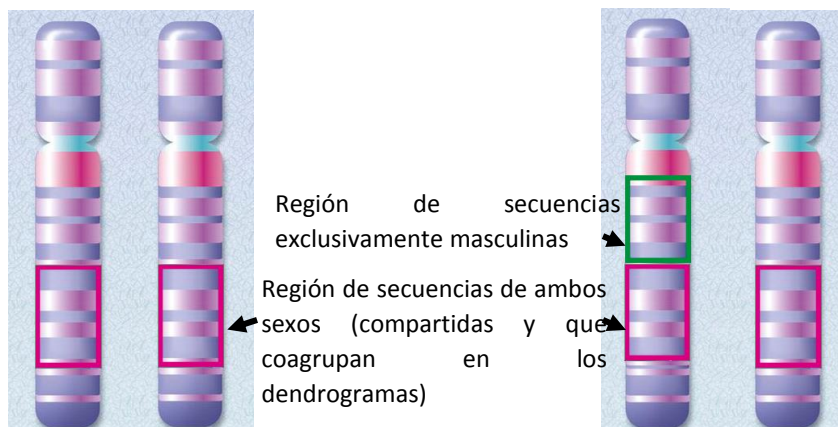 Región de secuencias
exclusivamente masculinas
Región de secuencias de ambos
sexos (compartidas y que
coagrupan en los
dendrogramas)